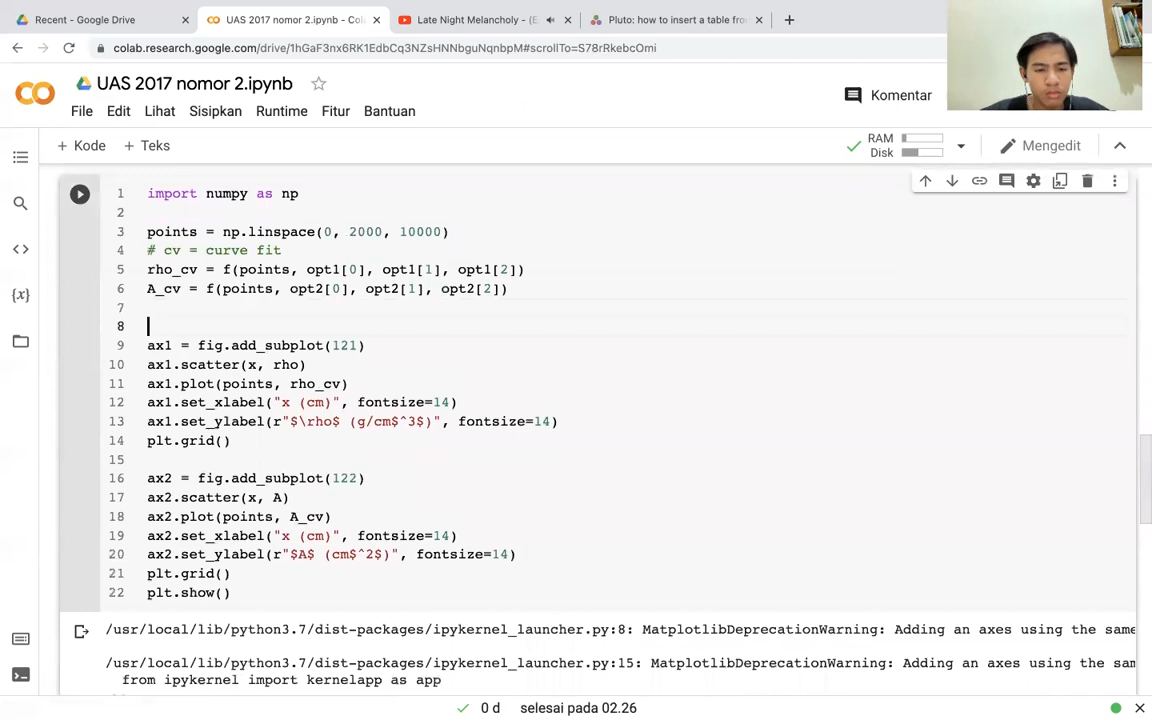 Recent - Google Drive
UAS 2017 nomor 2.ipynb - Col
Late Night Melancholy - (E
Pluto: how to insert a table fro
colab.research.google.com/drive/1hGaF3nx6RK1EdbCq3NZsHNNbguNqnbpM#scrollTo=S78rRkebcOmi
UAS 2017 nomor 2.ipynb
File Edit Lihat Sisipkan Runtime Fitur Bantuan
Komentar
+ Kode + Teks
RAM
Disk
Mengedit
1 import numpy as np
2
3 points = np.linspace(0, 2000, 10000)
4 # cv = curve fit
5 rho_cv = f(points, opt1[0], opt1[1], opt1[2])
6 A_cv = f(points, opt2[0], opt2[1], opt2[2])
7
8
9 ax1 = fig.add_subplot(121)
10 ax1.scatter(x, rho)
11 ax1.plot(points, rho_cv)
12 ax1.set_xlabel("x (cm)", fontsize=14)
13 ax1.set_ylabel(r"$\rho$ (g/cm$^3$)", fontsize=14)
14 plt.grid()
15
16 ax2 = fig.add_subplot(122)
17 ax2.scatter(x, A)
18 ax2.plot(points, A_cv)
19 ax2.set_xlabel("x (cm)", fontsize=14)
20 ax2.set_ylabel(r"$A$ (cm$^2$)", fontsize=14)
21 plt.grid()
22 plt.show()
/usr/local/lib/python3.7/dist-packages/ipykernel_launcher.py:8: MatplotlibDeprecationWarning: Adding an axes using the same
/usr/local/lib/python3.7/dist-packages/ipykernel_launcher.py:15: MatplotlibDeprecationWarning: Adding an axes using the sam
from ipykernel import kernelapp as app
0 d selesai pada 02.26